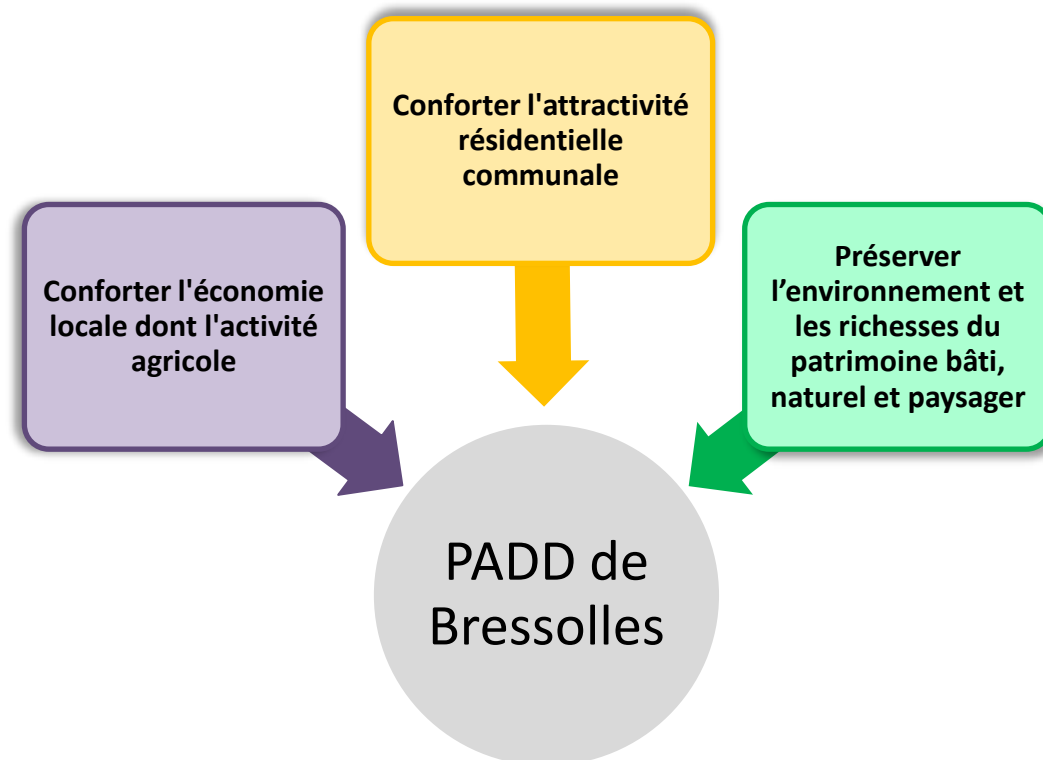 Conforter l'attractivité
résidentielle
communale
Conforter l'économie
locale dont l'activité
agricole
Préserver
l’environnement et
les richesses du
patrimoine bâti,
naturel et paysager
PADD de
Bressolles